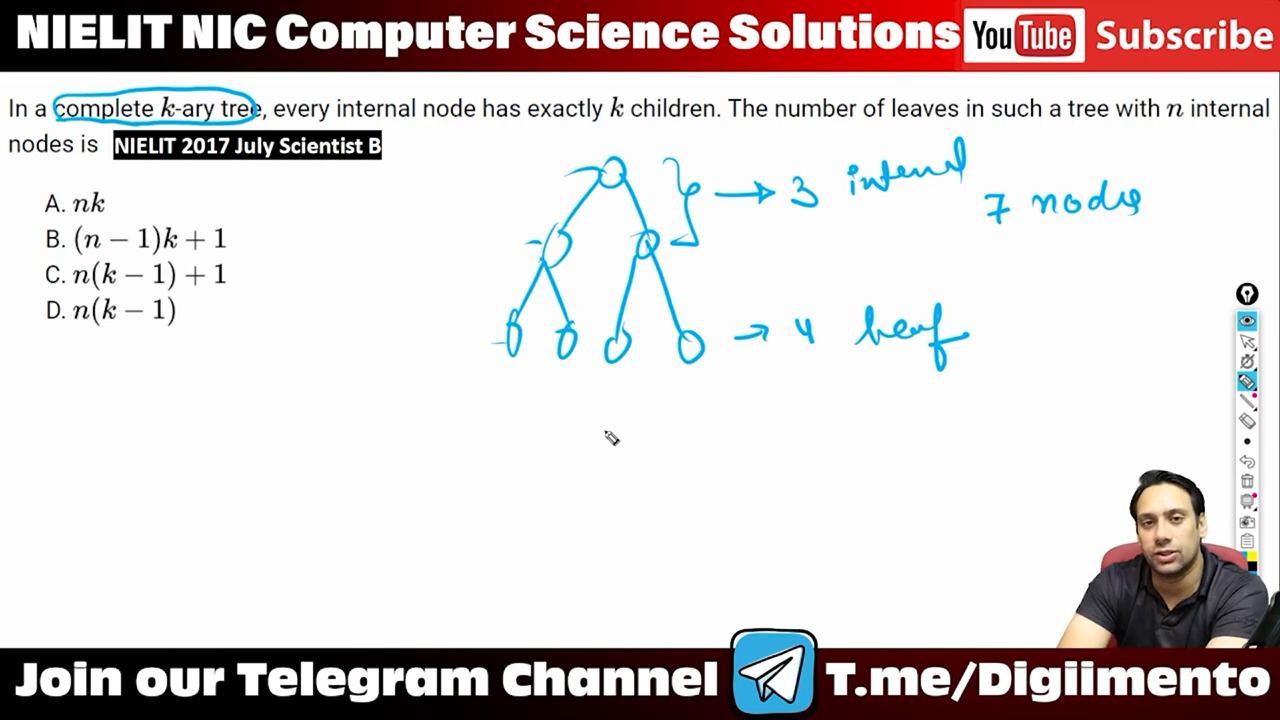 NIELIT NIC Computer Science Solutions YouTube Subscribe
In a complete k-ary tree, every internal node has exactly k children. The number of leaves in such a tree with n internal
nodes is NIELIT 2017 July Scientist B
A. nk
B. (n − 1)k + 1
C. n(k − 1) + 1
D. n(k − 1)
→ 3 internal
7 nodes
→ 4 leaf
Join our Telegram Channel T.me/Digiimento